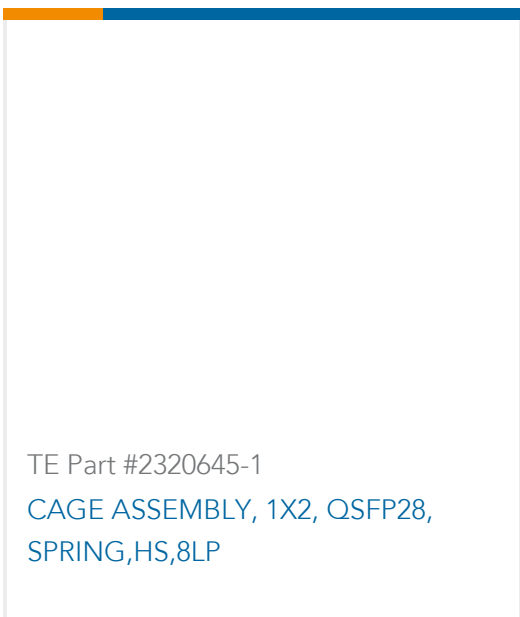 TE Part #2320645-1
CAGE ASSEMBLY, 1X2, QSFP28,
SPRING,HS,8LP